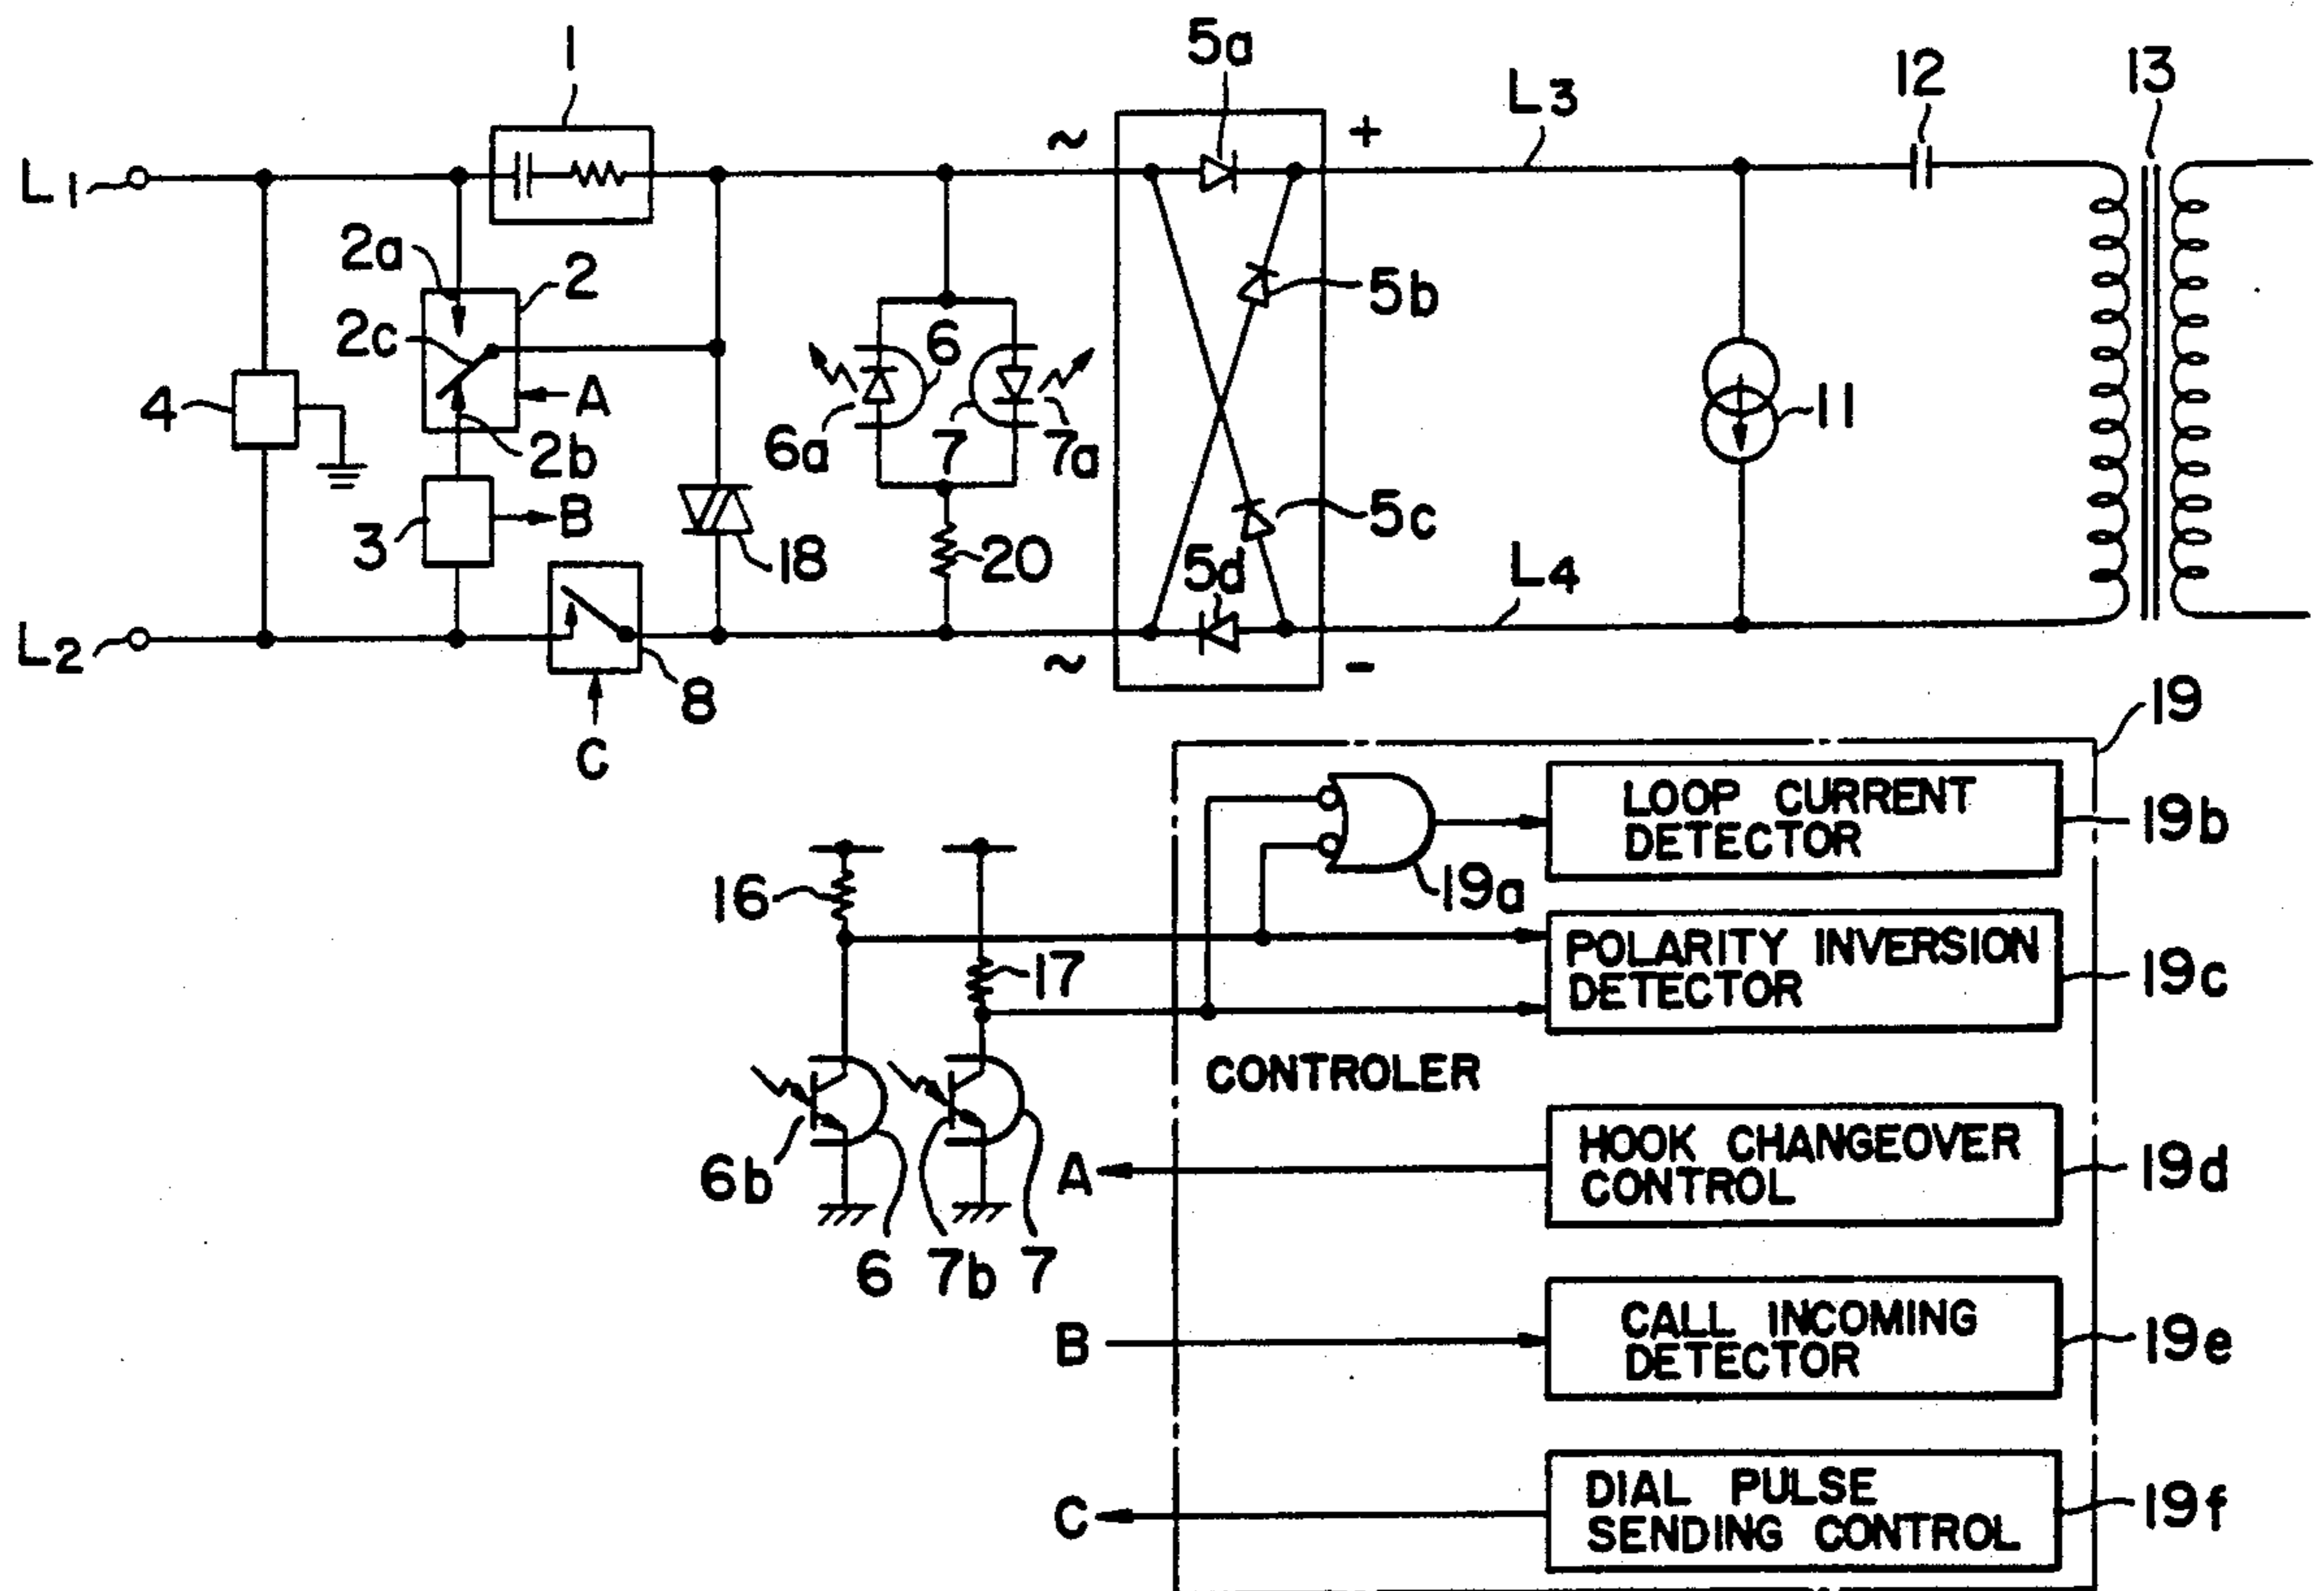 1
5a
L3
12
13
L1
~
+
2a
2
2c
5b
6
4
A
11
6a
7
7a
2b
B
3
5c
18
20
5d
L4
L2
~
-
8
C
19
LOOP CURRENT
DETECTOR
19b
16
19a
POLARITY INVERSION
DETECTOR
19c
17
CONTROLER
HOOK CHANGEOVER
CONTROL
19d
A
6b
6
7b
7
CALL INCOMING
DETECTOR
19e
B
DIAL PULSE
SENDING CONTROL
19f
C